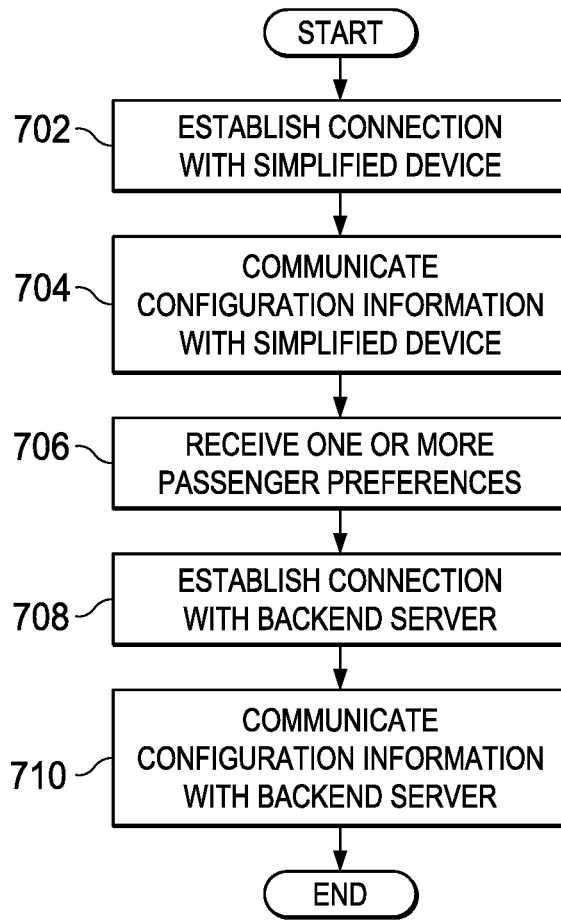 START
702
ESTABLISH CONNECTION
WITH SIMPLIFIED DEVICE
704
COMMUNICATE
CONFIGURATION INFORMATION
WITH SIMPLIFIED DEVICE
706
RECEIVE ONE OR MORE
PASSENGER PREFERENCES
708
ESTABLISH CONNECTION
WITH BACKEND SERVER
710
COMMUNICATE
CONFIGURATION INFORMATION
WITH BACKEND SERVER
END